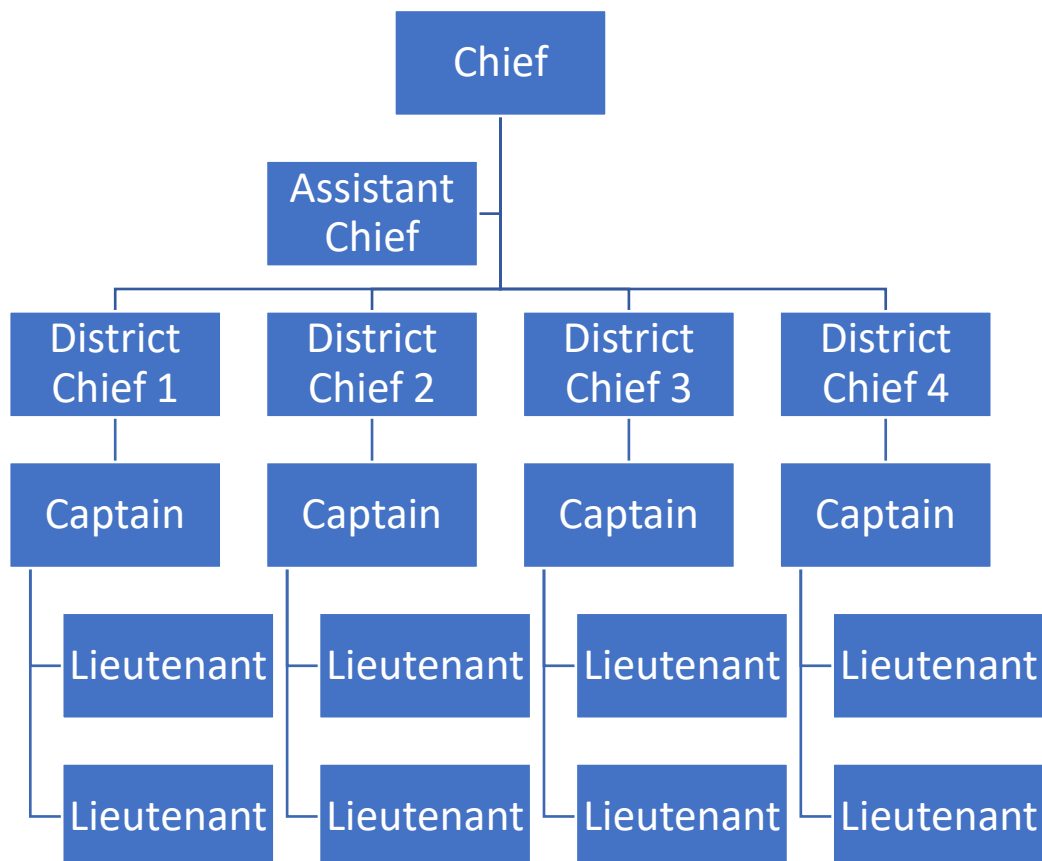 Chief
Assistant
Chief
District
Chief 1
District
Chief 2
District
Chief 3
District
Chief 4
Captain
Captain
Captain
Captain
Lieutenant
Lieutenant
Lieutenant
Lieutenant
Lieutenant
Lieutenant
Lieutenant
Lieutenant